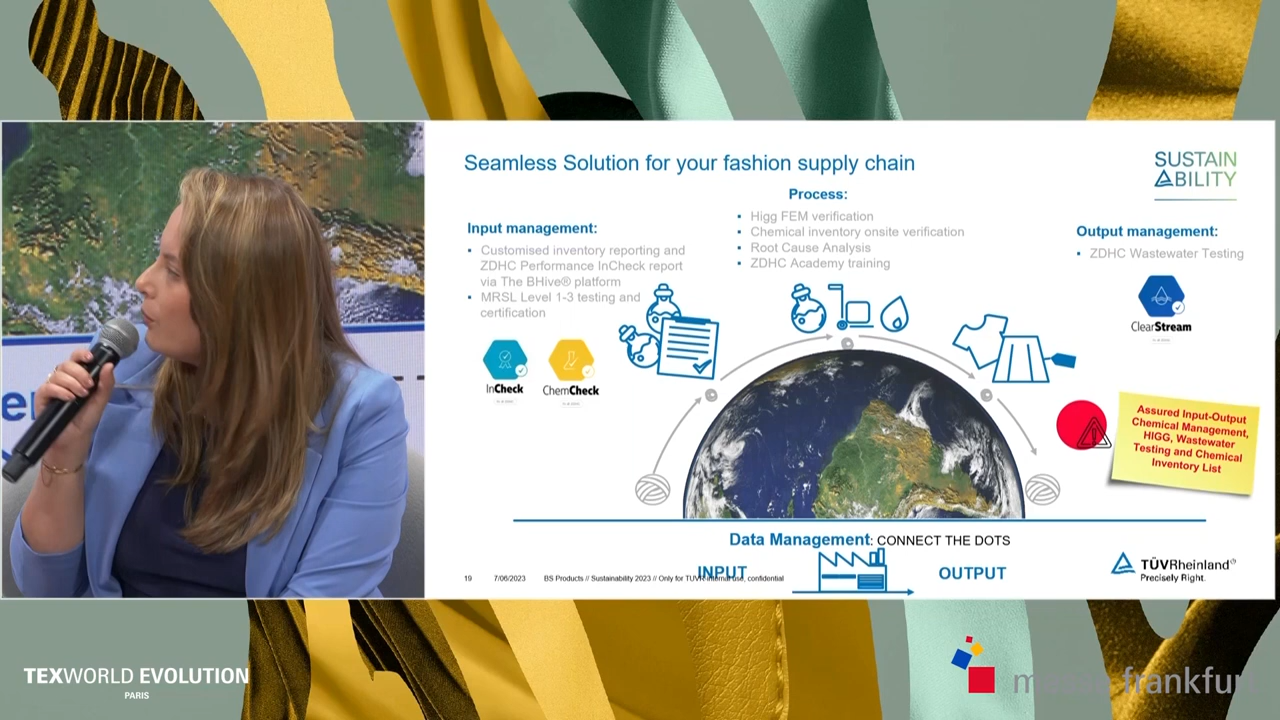 Seamless Solution for your fashion supply chain
SUSTAIN
ABILITY
Process:
Higg FEM verification
Chemical inventory onsite verification
Root Cause Analysis
ZDHC Academy training
Input management:
Customised inventory reporting and
ZDHC Performance InCheck report
via The BHive® platform
MRSL Level 1-3 testing and
certification
Output management:
ZDHC Wastewater Testing
InCheck
ChemCheck
ClearStream
Assured Input-Output
Chemical Management,
HIGG, Wastewater
Testing and Chemical
Inventory List
Data Management: CONNECT THE DOTS
INPUT
OUTPUT
19 7/06/2023 BS Products // Sustainability 2023 // Only for TÜVR internal use, confidential
TÜVRheinland®
Precisely Right.
TEXWORLD EVOLUTION
PARIS
frankfurt